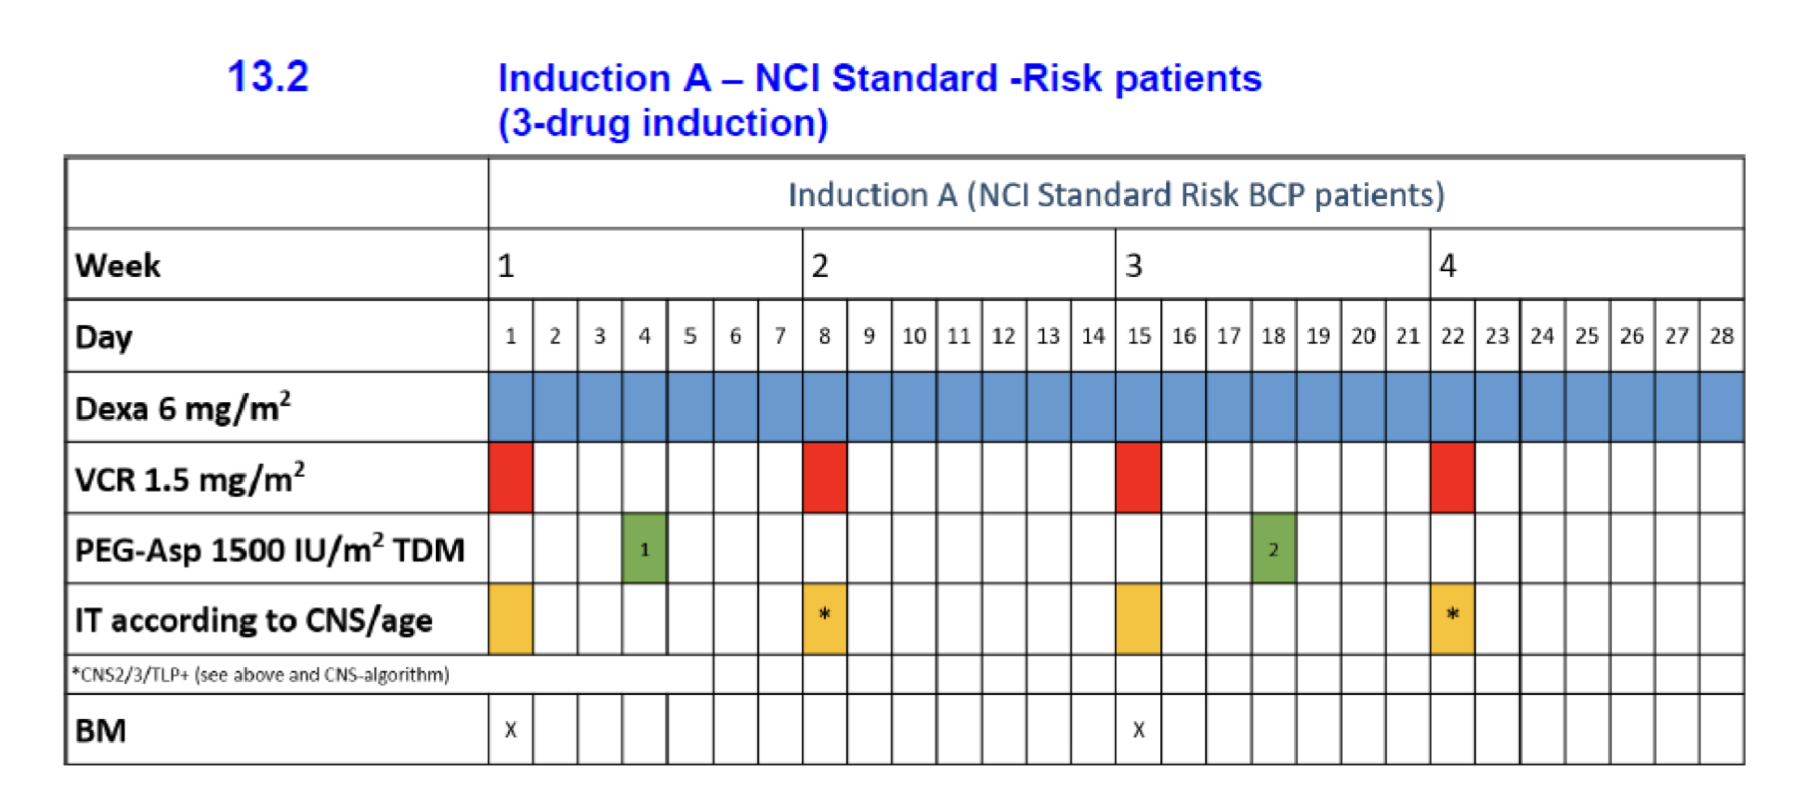 13.2 Induction A – NCI Standard -Risk patients
(3-drug induction)
Induction A (NCI Standard Risk BCP patients)
Week 1 2 3 4
Day 1 2 3 4 5 6 7 8 9 10 11 12 13 14 15 16 17 18 19 20 21 22 23 24 25 26 27 28
Dexa 6 mg/m²
VCR 1.5 mg/m²
PEG-Asp 1500 IU/m² TDM 1 2
IT according to CNS/age * *
*CNS2/3/TLP+ (see above and CNS-algorithm)
BM X X